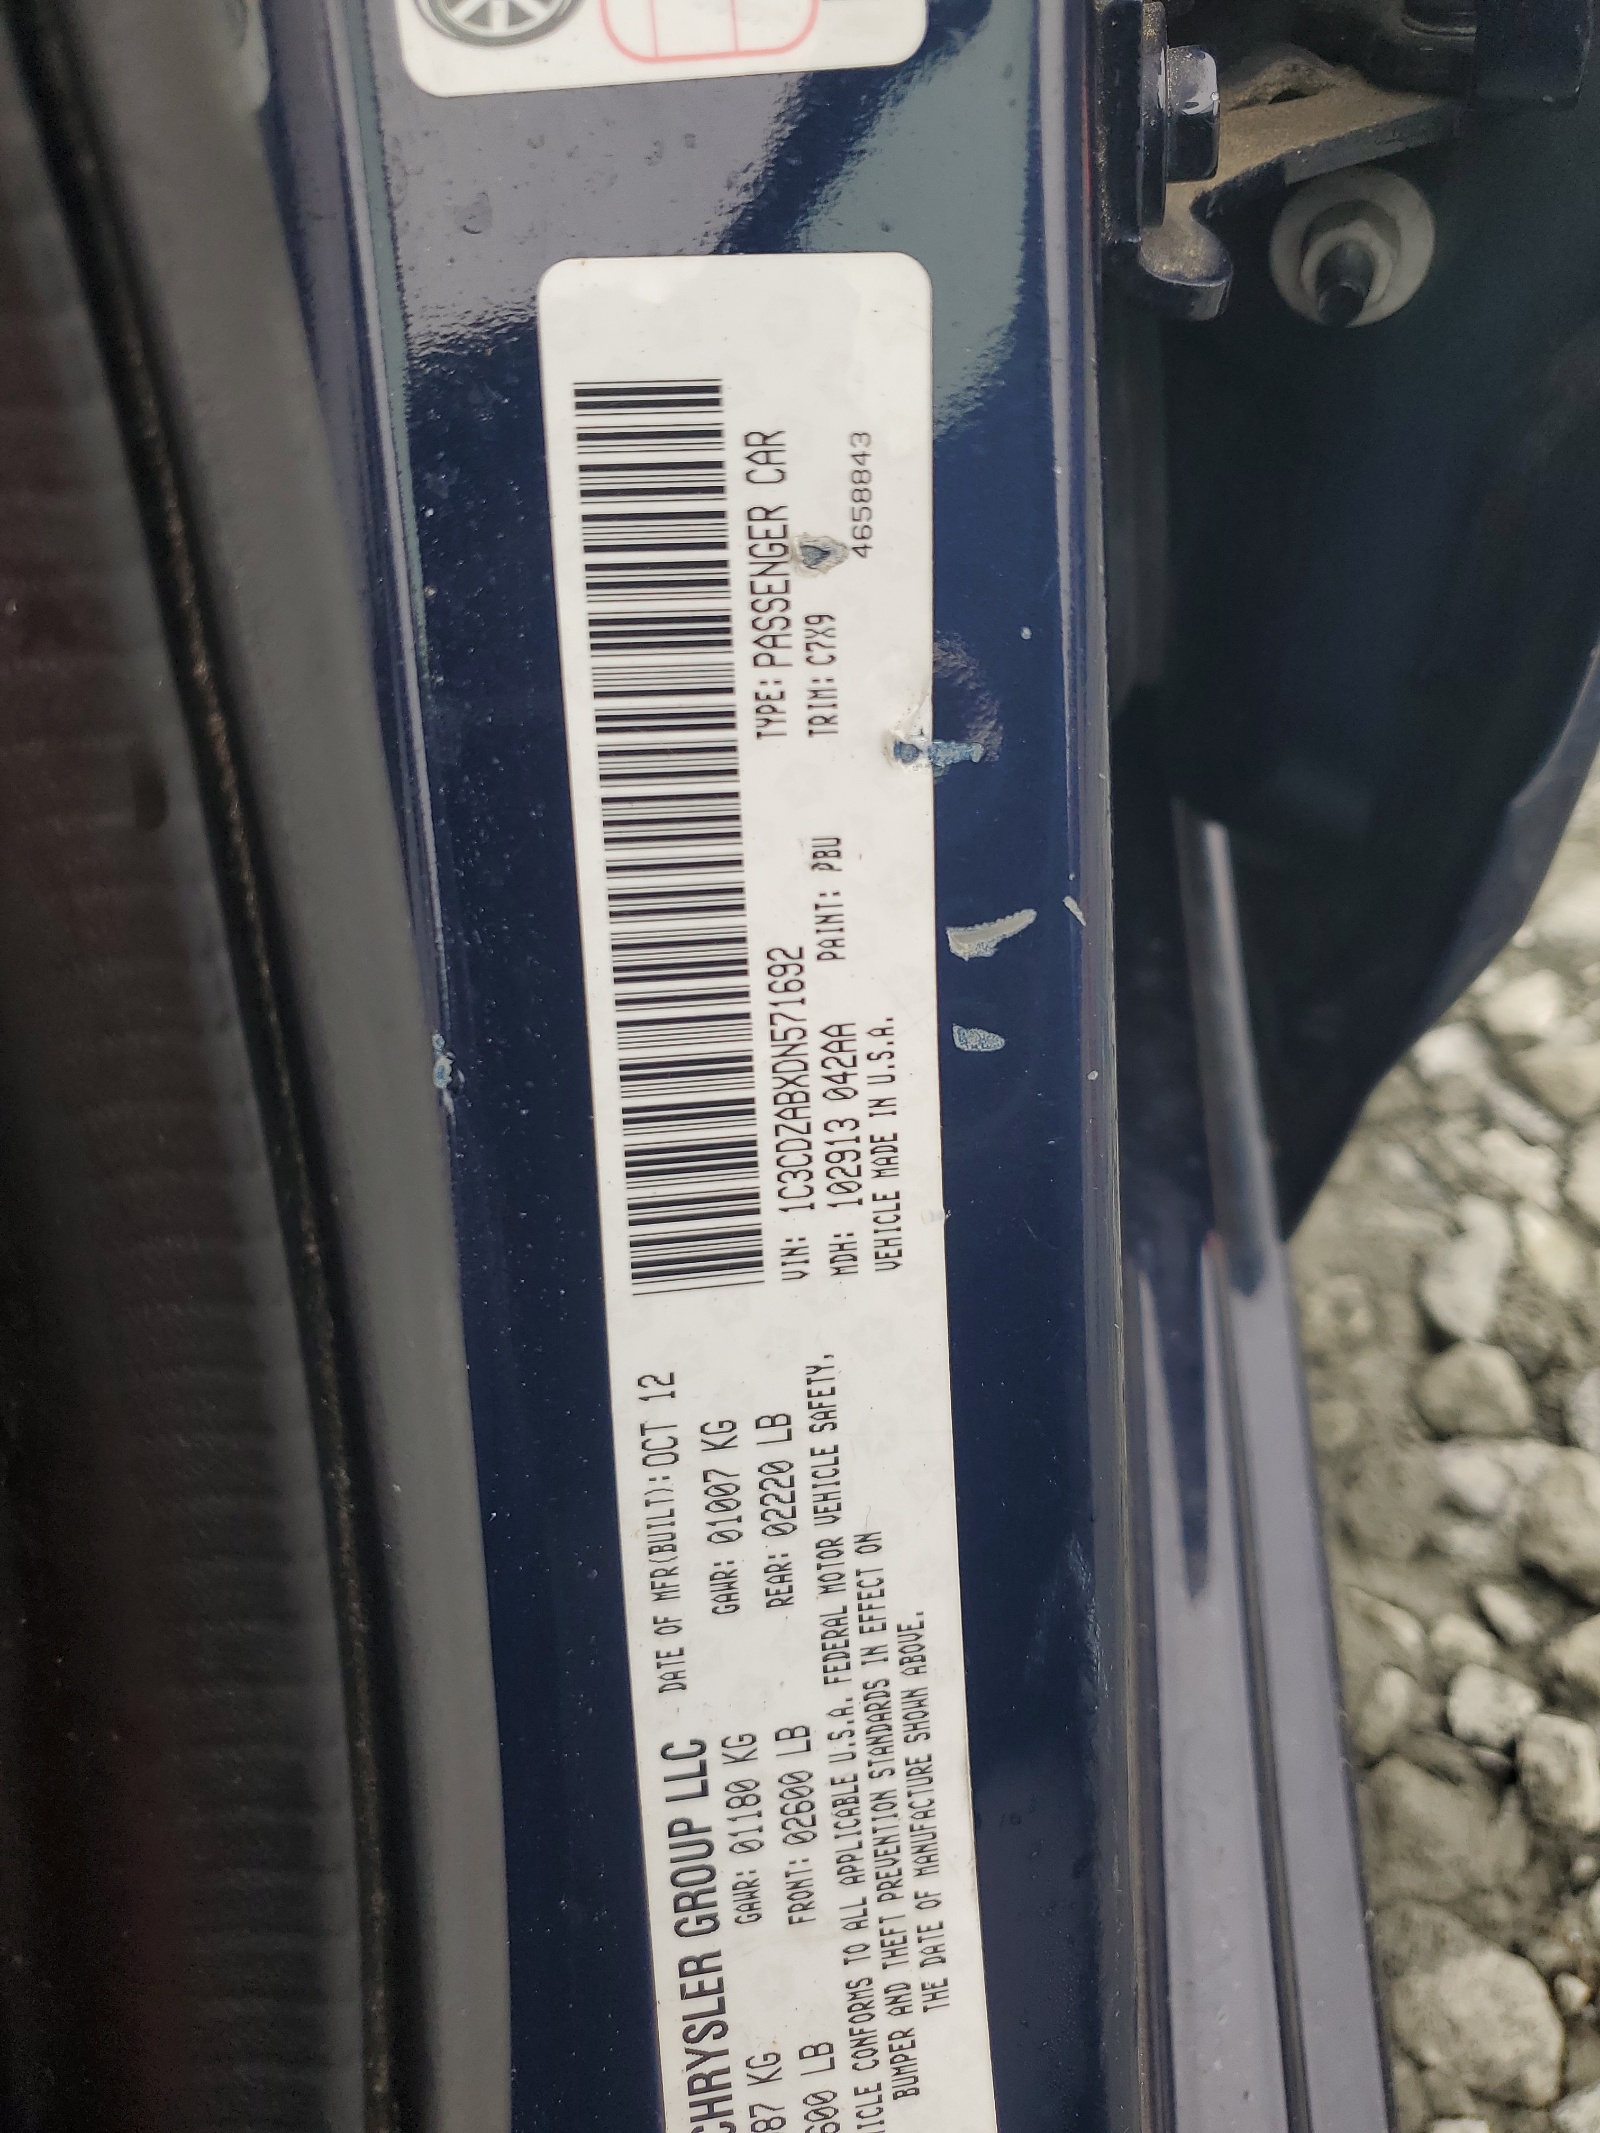 CHRYSLER GROUP LLC DATE OF MFR(BUILT):OCT 12
87 KG GAWR: 01180 KG GAWR: 01007 KG
600 LB FRONT: 02600 LB REAR: 02220 LB
ICLE CONFORMS TO ALL APPLICABLE U.S.A. FEDERAL MOTOR VEHICLE SAFETY,
BUMPER AND THEFT PREVENTION STANDARDS IN EFFECT ON
THE DATE OF MANUFACTURE SHOWN ABOVE.
VIN: 1C3CDZABXDN571692 TYPE: PASSENGER CAR
MDH: 102913 042AA PAINT: PBU TRIM: C7X9
VEHICLE MADE IN U.S.A. 4658843